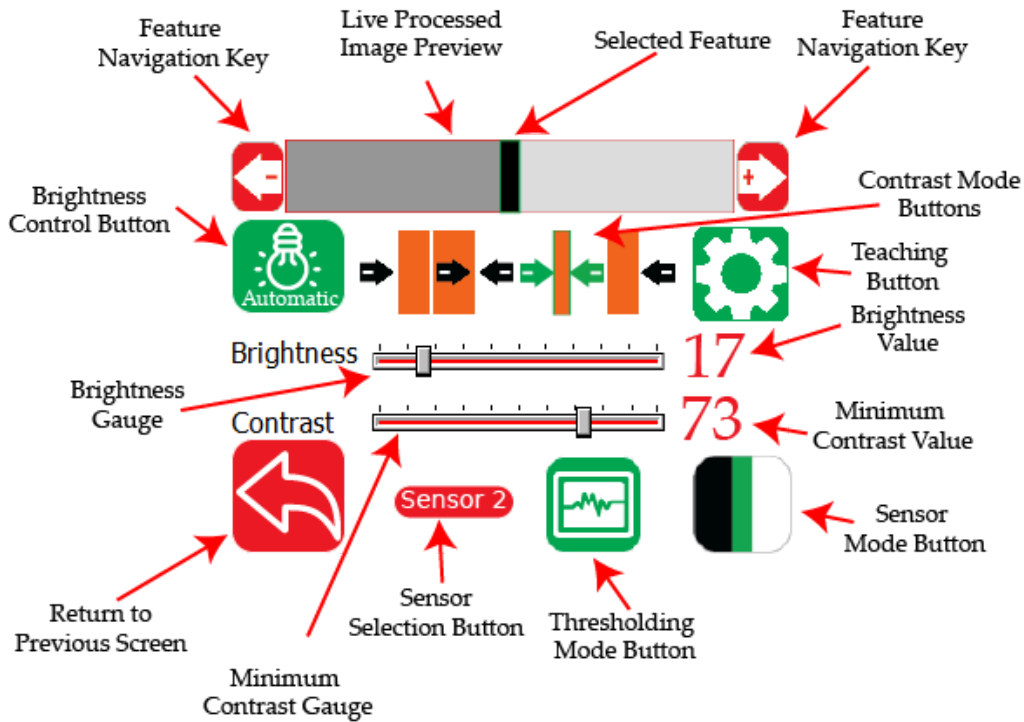 Feature
Navigation Key
Live Processed
Image Preview
Selected Feature
Feature
Navigation Key
-
+
Brightness
Control Button
Contrast Mode
Buttons
Automatic
Teaching
Button
Brightness
Value
Brightness
17
Brightness
Gauge
Contrast
73
Minimum
Contrast Value
Sensor 2
Sensor
Mode Button
Return to
Previous Screen
Sensor
Selection Button
Thresholding
Mode Button
Minimum
Contrast Gauge